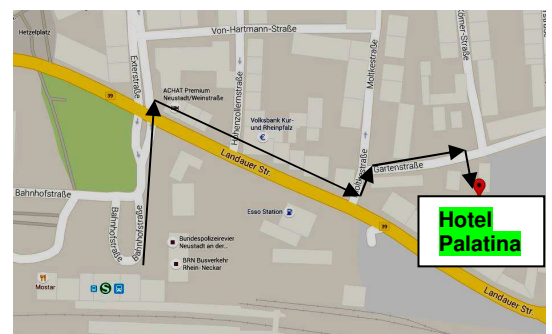 Hetzelplatz
Von-Hartmann-Straße
Exterstraße
Moltkestraße
ACHAT Premium
Neustadt/Weinstraße
39
Hohenzollernstraße
Volksbank Kur-
und Rheinpfalz
€
Landauer Str.
Gartenstraße
Bahnhofstraße
Bahnhofstraße
Bahnhofstraße
Esso Station
39
Hotel
Palatina
Bundespolizeirevier
Neustadt an der...
BRN Busverkehr
Rhein- Neckar
39
Mostar
S
Landauer Str.